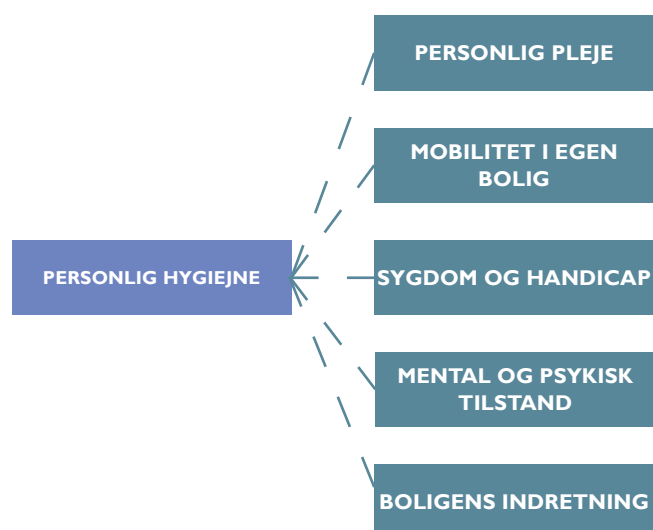 PERSONLIG PLEJE
MOBILITET I EGEN
BOLIG
PERSONLIG HYGIEJNE
SYGDOM OG HANDICAP
MENTAL OG PSYKISK
TILSTAND
BOLIGENS INDRETNING